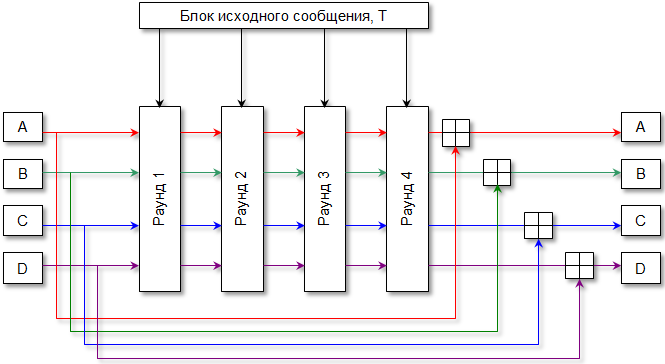 Блок исходного сообщения, T
A
B
C
D
Раунд 1
Раунд 2
Раунд 3
Раунд 4
A
B
C
D